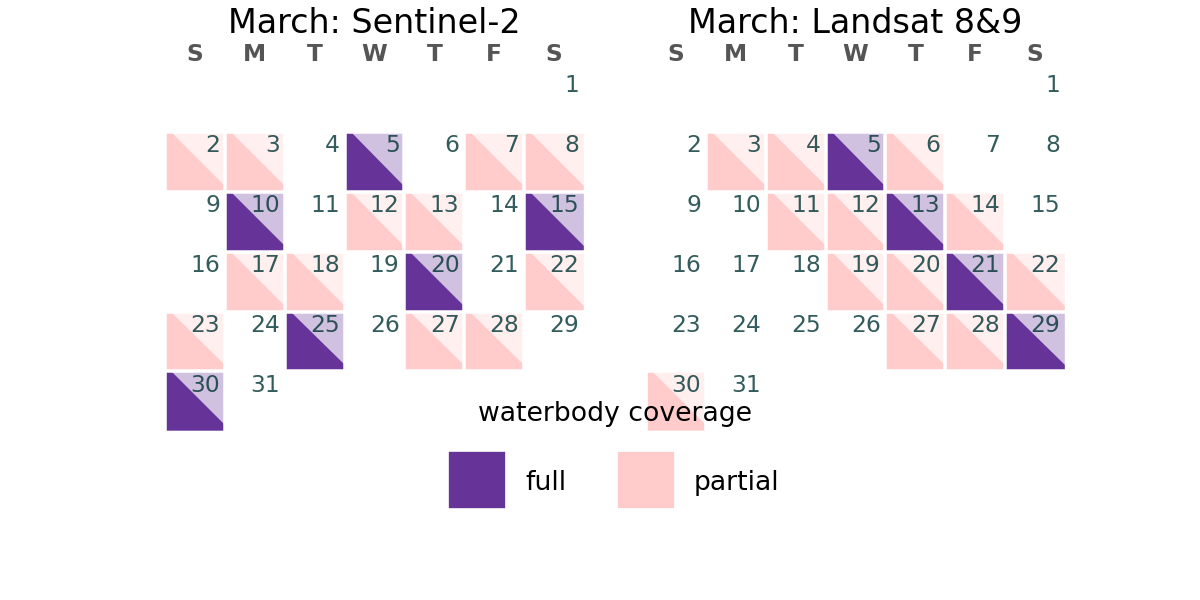 March: Sentinel-2
S M T W T F S
1
2 3 4 5 6 7 8
9 10 11 12 13 14 15
16 17 18 19 20 21 22
23 24 25 26 27 28 29
30 31
March: Landsat 8&9
S M T W T F S
1
2 3 4 5 6 7 8
9 10 11 12 13 14 15
16 17 18 19 20 21 22
23 24 25 26 27 28 29
30 31
waterbody coverage
full partial